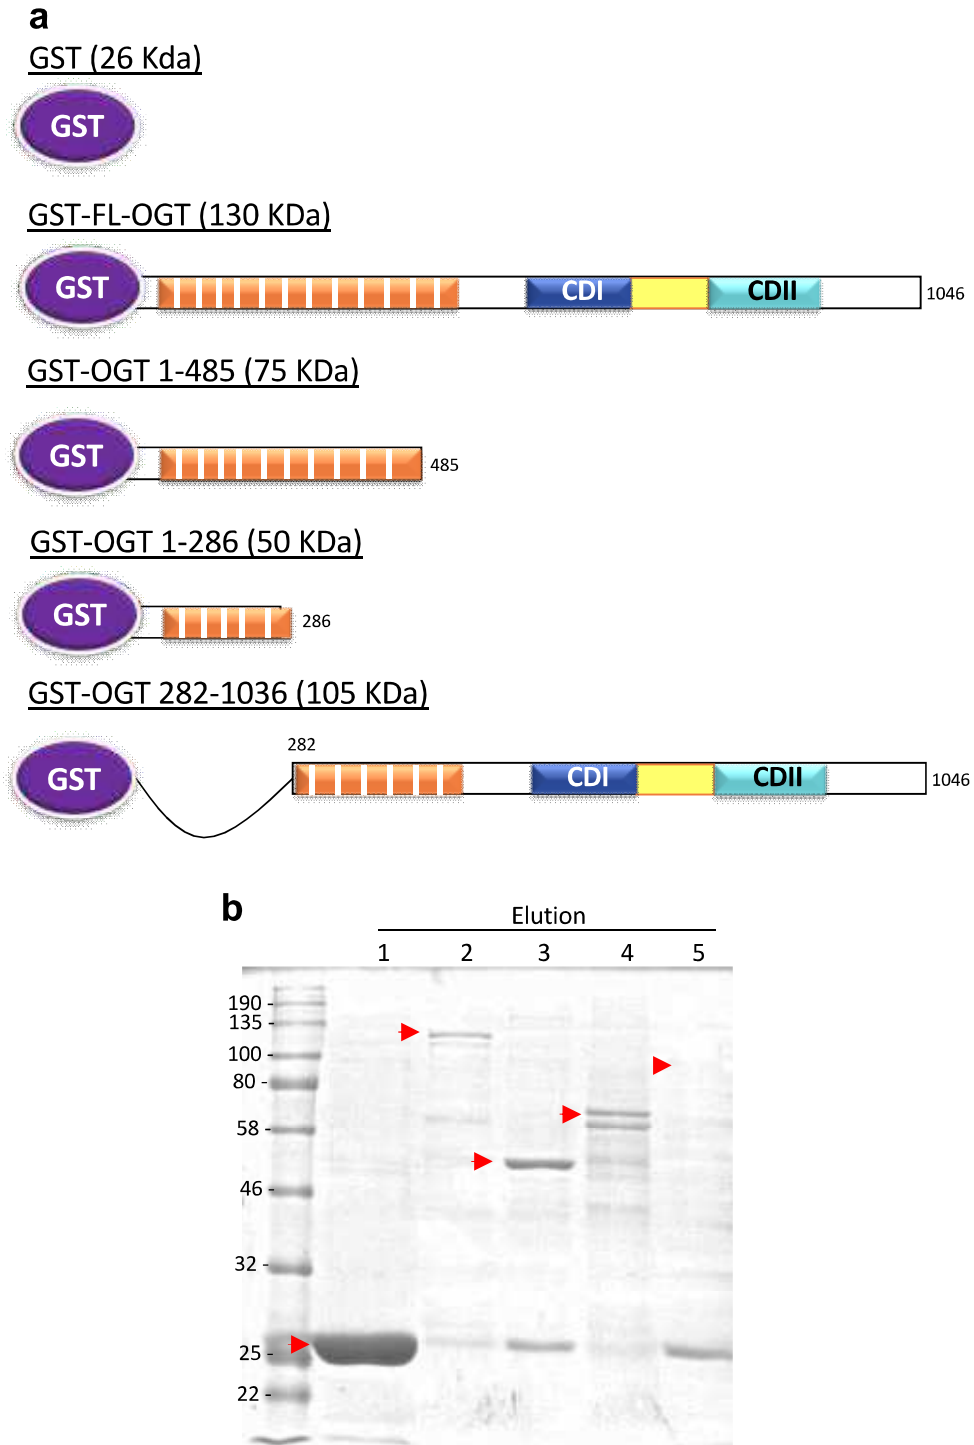 a
GST (26 Kda)
GST
GST-FL-OGT (130 KDa)
GST CDI CDII 1046
GST-OGT 1-485 (75 KDa)
GST 485
GST-OGT 1-286 (50 KDa)
GST 286
GST-OGT 282-1036 (105 KDa)
282
GST CDI CDII 1046
b
Elution
1 2 3 4 5
190 -
135 -
100 -
80 -
58 -
46 -
32 -
25 -
22 -